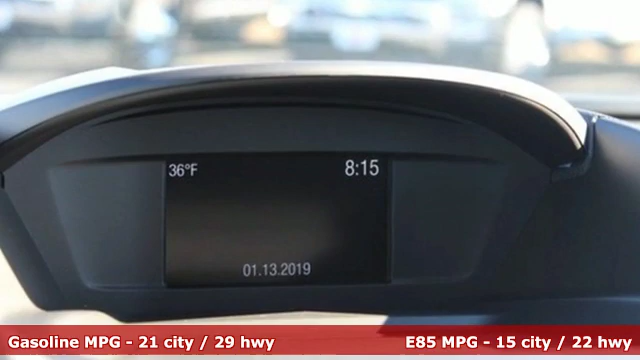 36°F 8:15
01.13.2019
Gasoline MPG - 21 city / 29 hwy E85 MPG - 15 city / 22 hwy